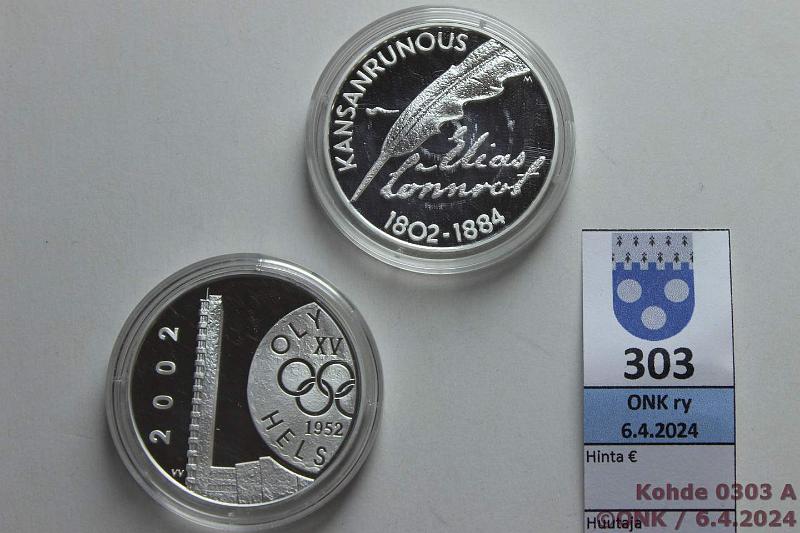 KANSANRUNOUS
M
Elias
Lönnrot
1802-1884
2002
OLY
XV
1952
HELS
VV
303
ONK ry
6.4.2024
Hinta €
Huutaja
Kohde 0303 A
©ONK / 6.4.2024